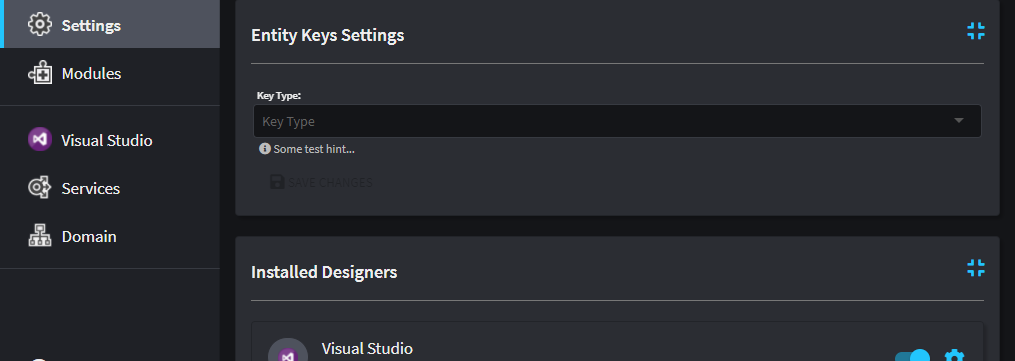 Settings
Modules
Visual Studio
Services
Domain
Entity Keys Settings
Key Type:
Key Type
Some test hint...
SAVE CHANGES
Installed Designers
Visual Studio